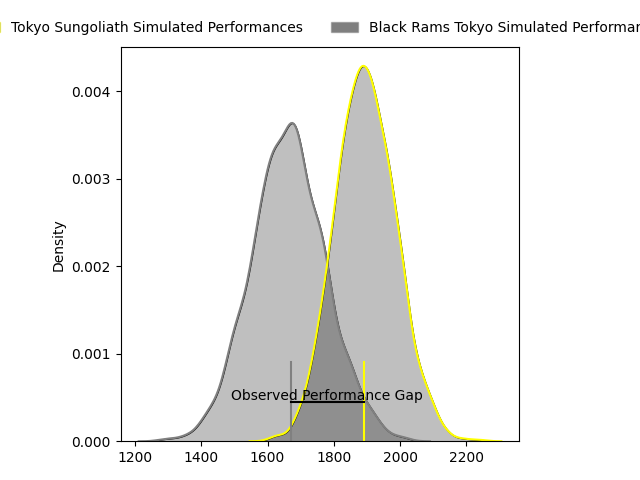 Tokyo Sungoliath Simulated Performances
Black Rams Tokyo Simulated
Density
0.004
0.003
0.002
0.001
0.000
Observed Performance Gap
1200 1400 1600 1800 2000 2200